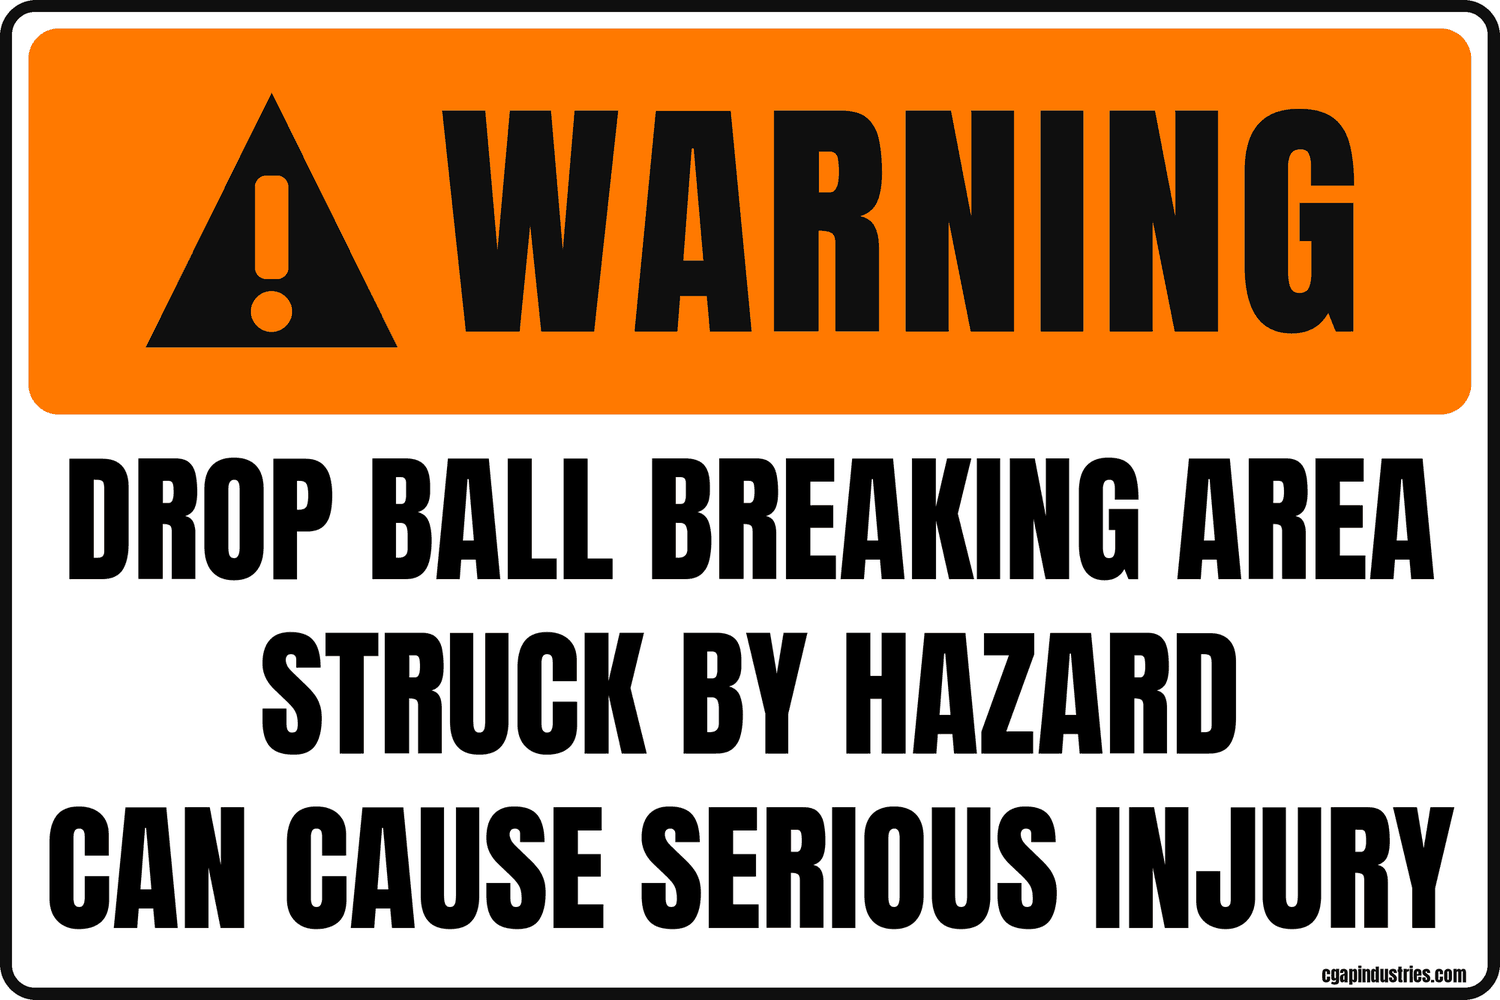 WARNING
DROP BALL BREAKING AREA
STRUCK BY HAZARD
CAN CAUSE SERIOUS INJURY
cgapindustries.com